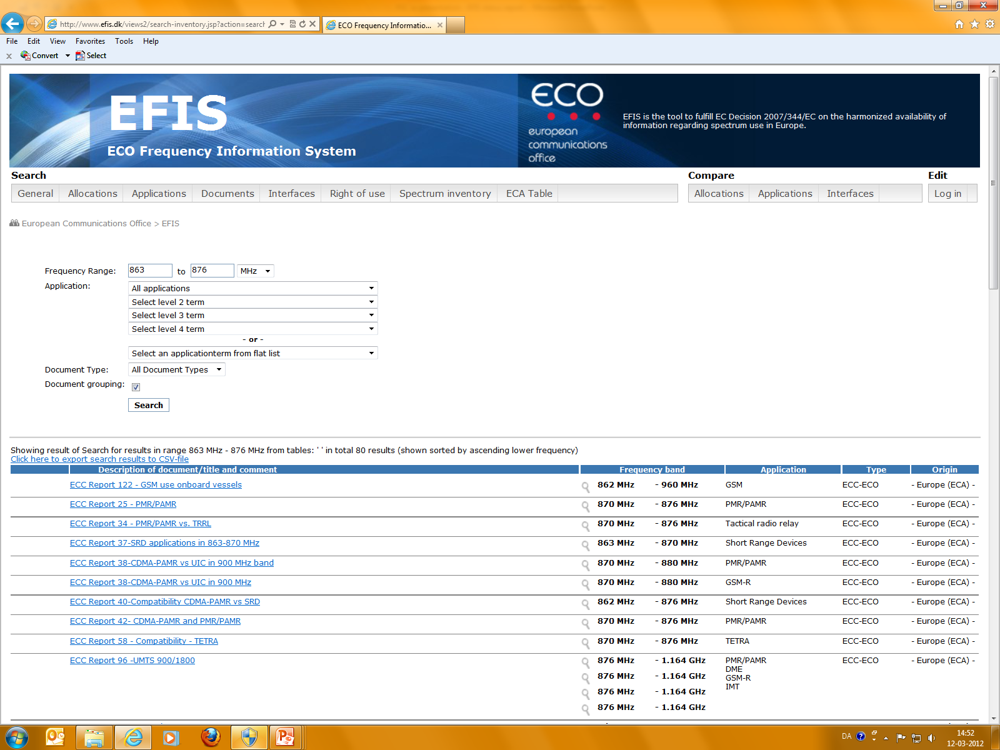 http://www.efis.dk/views2/search-inventory.jsp?action=search
ECO Frequency Informatio...
File Edit View Favorites Tools Help
x Convert Select
EFIS
ECO Frequency Information System
ECO
european
communications
office
EFIS is the tool to fulfill EC Decision 2007/344/EC on the harmonized availability of
information regarding spectrum use in Europe.
Search Compare Edit
General Allocations Applications Documents Interfaces Right of use Spectrum inventory ECA Table Allocations Applications Interfaces Log in
European Communications Office > EFIS
Frequency Range: 863 to 876 MHz
Application: All applications
Select level 2 term
Select level 3 term
Select level 4 term
- or -
Select an applicationterm from flat list
Document Type: All Document Types
Document grouping:
Search
Showing result of Search for results in range 863 MHz - 876 MHz from tables: ' ' in total 80 results (shown sorted by ascending lower frequency)
Click here to export search results to CSV-file
Description of document/title and comment Frequency band Application Type Origin
ECC Report 122 - GSM use onboard vessels 862 MHz - 960 MHz GSM ECC-ECO - Europe (ECA) -
ECC Report 25 - PMR/PAMR 870 MHz - 876 MHz PMR/PAMR ECC-ECO - Europe (ECA) -
ECC Report 34 - PMR/PAMR vs. TRRL 870 MHz - 876 MHz Tactical radio relay ECC-ECO - Europe (ECA) -
ECC Report 37-SRD applications in 863-870 MHz 863 MHz - 870 MHz Short Range Devices ECC-ECO - Europe (ECA) -
ECC Report 38-CDMA-PAMR vs UIC in 900 MHz band 870 MHz - 880 MHz PMR/PAMR ECC-ECO - Europe (ECA) -
ECC Report 38-CDMA-PAMR vs UIC in 900 MHz 870 MHz - 880 MHz GSM-R ECC-ECO - Europe (ECA) -
ECC Report 40-Compatibility CDMA-PAMR vs SRD 862 MHz - 876 MHz Short Range Devices ECC-ECO - Europe (ECA) -
ECC Report 42- CDMA-PAMR and PMR/PAMR 870 MHz - 876 MHz PMR/PAMR ECC-ECO - Europe (ECA) -
ECC Report 58 - Compatibility - TETRA 870 MHz - 876 MHz TETRA ECC-ECO - Europe (ECA) -
ECC Report 96 -UMTS 900/1800 876 MHz - 1.164 GHz PMR/PAMR ECC-ECO - Europe (ECA) -
DME
876 MHz - 1.164 GHz GSM-R
IMT
876 MHz - 1.164 GHz
876 MHz - 1.164 GHz
DA 14:52
12-03-2012